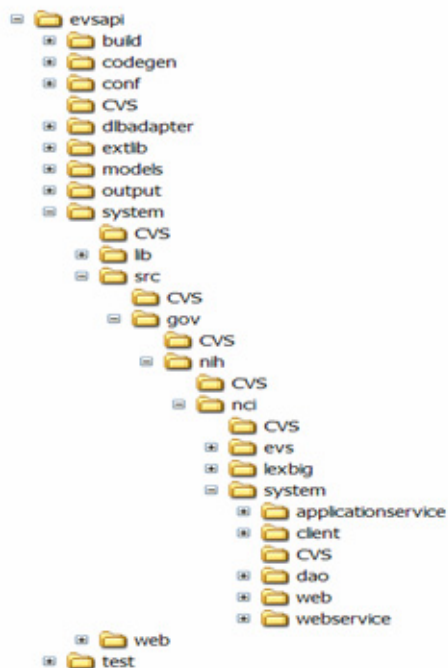 evsapi
build
codegen
conf
CVS
dlbadapter
extlib
models
output
system
CVS
lib
src
CVS
gov
CVS
nih
CVS
nci
CVS
evs
lexbig
system
applicationservice
client
CVS
dao
web
webservice
web
test